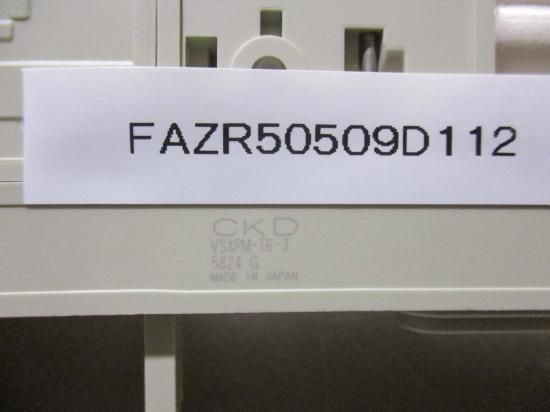 FAZR50509D112
CKD
VSXPM-T6-3
5824 G
MADE IN JAPAN